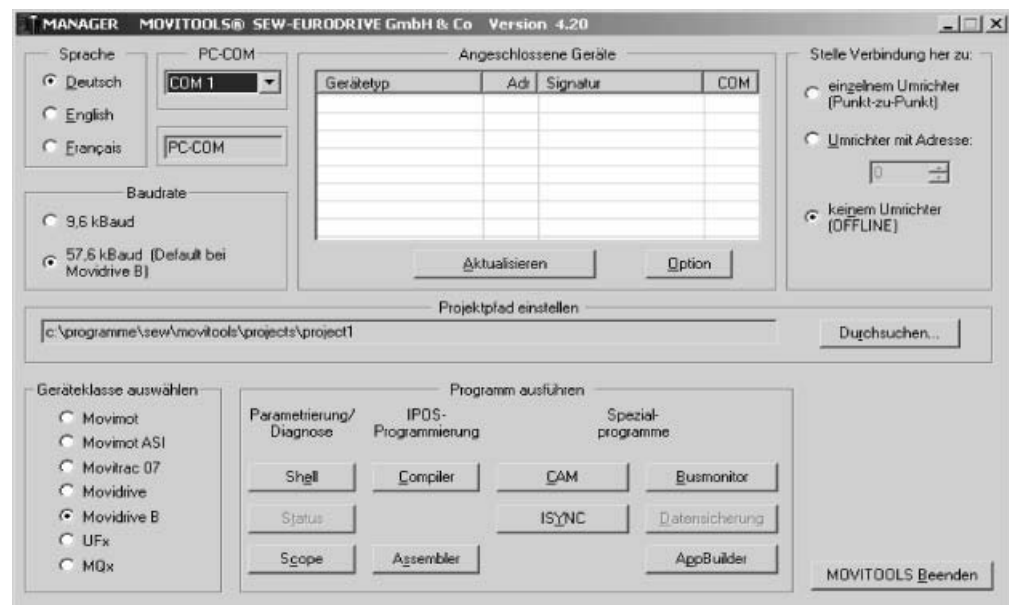 MANAGER MOVITOOLS® SEW-EURODRIVE GmbH & Co Version 4.20
Sprache
Deutsch
English
Français
PC-COM
COM 1
PC-COM
Baudrate
9,6 kBaud
57,6 kBaud (Default bei
Movidrive B)
Angeschlossene Geräte
Gerätetyp Adr Signatur COM
Aktualisieren Option
Stelle Verbindung her zu:
einzelnem Umrichter
(Punkt-zu-Punkt)
Umrichter mit Adresse:
0
keinem Umrichter
(OFFLINE)
Projektpfad einstellen
c:\programme\sew\movitools\projects\project1
Durchsuchen...
Geräteklasse auswählen
Movimot
Movimot ASI
Movitrac 07
Movidrive
Movidrive B
UFx
MQx
Programm ausführen
Parametrierung/
Diagnose
IPOS-
Programmierung
Spezial-
programme
Shell Compiler CAM Busmonitor
Status ISYNC Datensicherung
Scope Assembler AppBuilder
MOVITOOLS Beenden